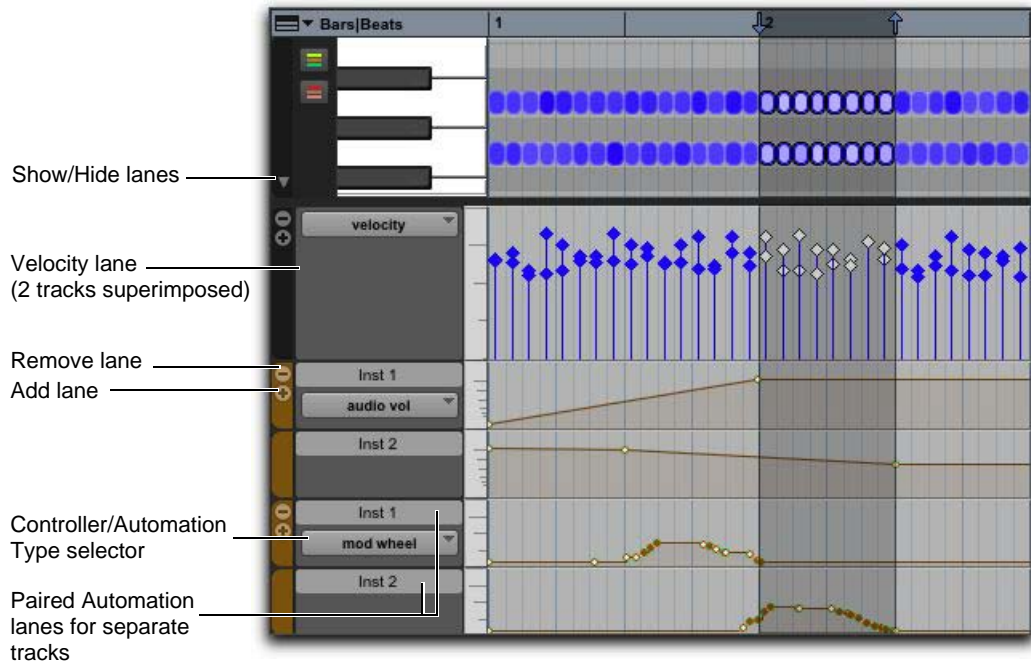 Bars|Beats
1
2
Show/Hide lanes
velocity
Velocity lane
(2 tracks superimposed)
Remove lane
Add lane
Inst 1
audio vol
Inst 2
Controller/Automation
Type selector
Inst 1
mod wheel
Inst 2
Paired Automation
lanes for separate
tracks